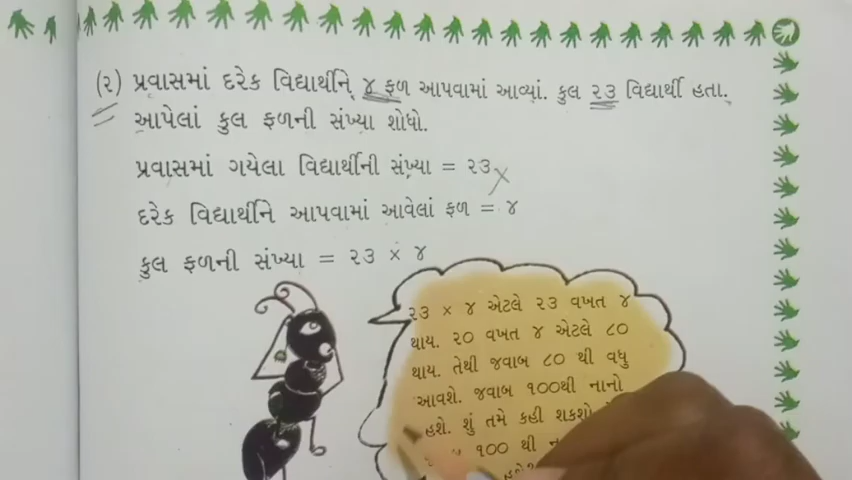 (૨) પ્રવાસમાં દરેક વિદ્યાર્થીને ૪ ફળ આપવામાં આવ્યાં. કુલ ૨૩ વિદ્યાર્થી હતા.
આપેલાં કુલ ફળની સંખ્યા શોધો.
પ્રવાસમાં ગયેલા વિદ્યાર્થીની સંખ્યા = ૨૩ ×
દરેક વિદ્યાર્થીને આપવામાં આવેલાં ફળ = ૪
કુલ ફળની સંખ્યા = ૨૩ × ૪
૨૩ × ૪ એટલે ૨૩ વખત ૪
થાય. ૨૦ વખત ૪ એટલે ૮૦
થાય. તેથી જવાબ ૮૦ થી વધુ
આવશે. જવાબ ૧૦૦થી નાનો
હશે. શું તમે કહી શકશો
૧૦૦ થી